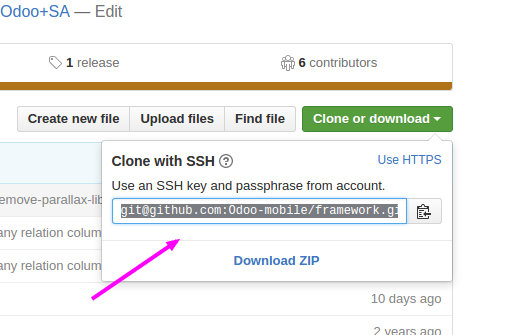 Odoo+SA — Edit
1 release
6 contributors
Create new file
Upload files
Find file
Clone or download
Clone with SSH ?
Use HTTPS
Use an SSH key and passphrase from account.
emove-parallax-lib
git@github.com:Odoo-mobile/framework.gi
any relation colum
any relation colum
Download ZIP
10 days ago
2 years ago